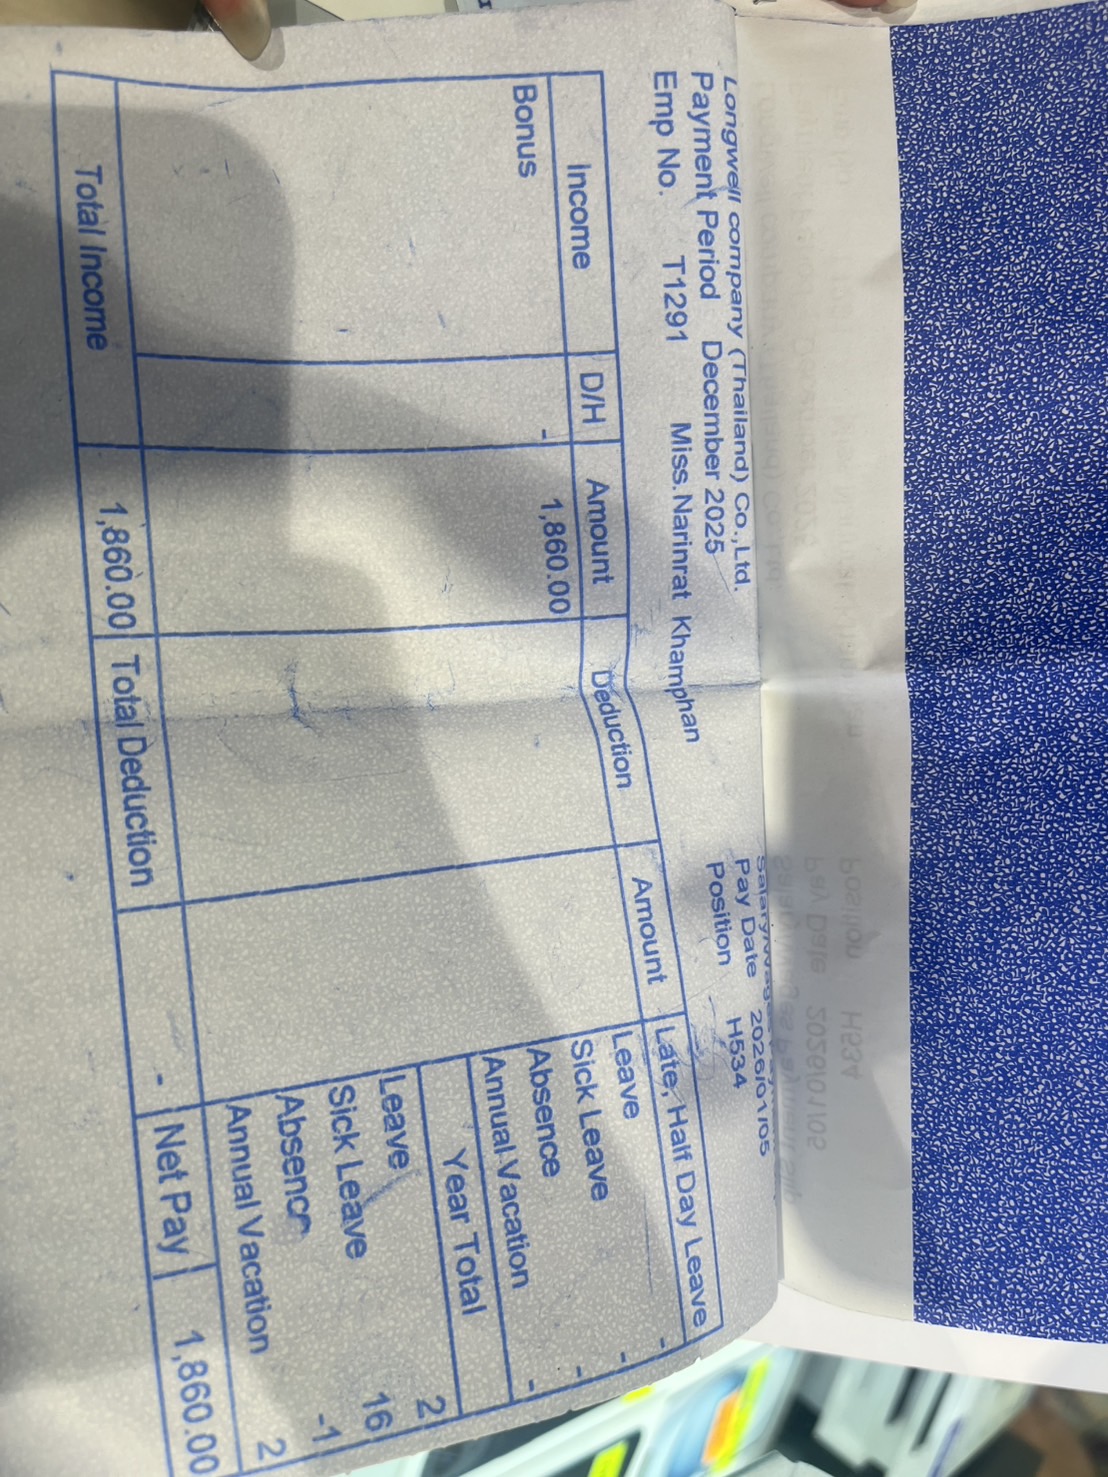 Longwell company (Thailand) Co.,Ltd.
Payment Period December 2025 Pay Date 2026/01/05
Emp No. T1291 Miss.Narinrat Khamphan Position H534
Income D/H Amount Deduction Amount Late, Half Day Leave -
Bonus - 1,860.00
Leave -
Sick Leave -
Absence -
Annual Vacation
Year Total
Leave 2
Sick Leave 16
Absence -1
Annual Vacation 2
Total Income 1,860.00 Total Deduction - Net Pay 1,860.00